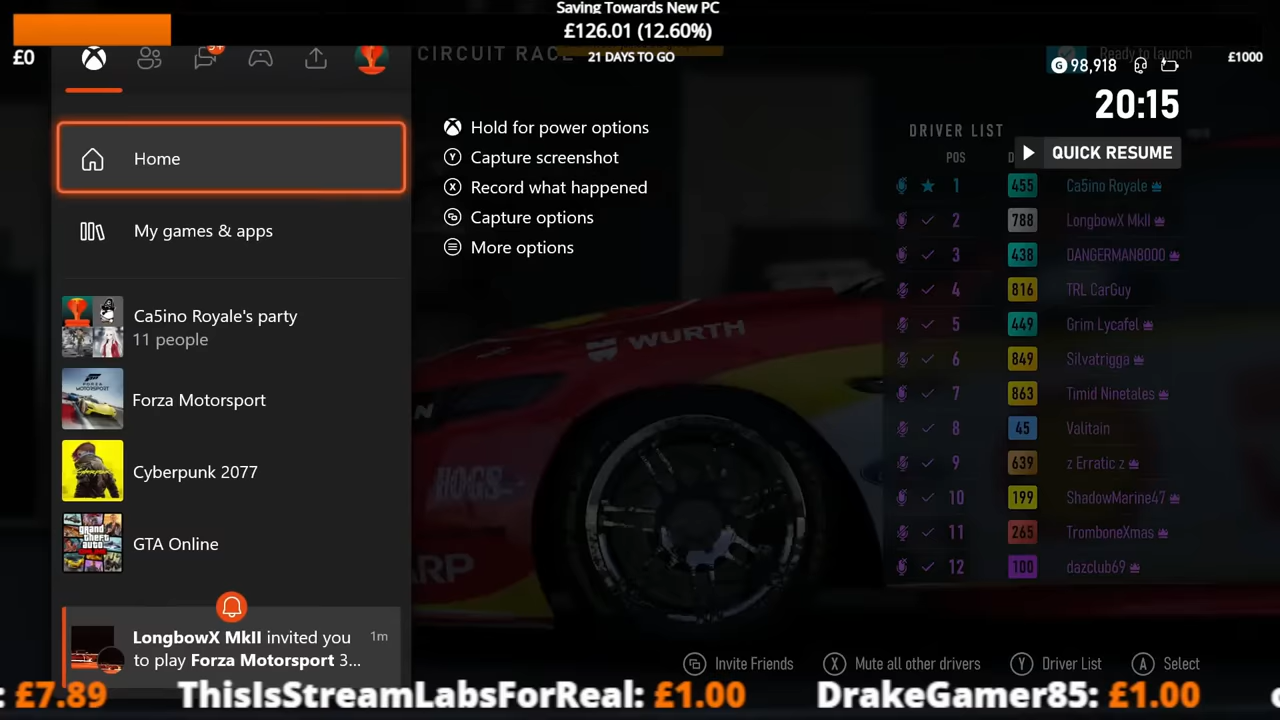 Saving Towards New PC
£126.01 (12.60%)
£0
21 DAYS TO GO
£1000
CIRCUIT RACE
Ready to launch
98,918
20:15
QUICK RESUME
Home
My games & apps
Ca5ino Royale's party
11 people
Forza Motorsport
Cyberpunk 2077
GTA Online
LongbowX MkII invited you
to play Forza Motorsport 3...
1m
Hold for power options
Capture screenshot
Record what happened
Capture options
More options
WURTH
HOGS
DRIVER LIST
POS
1 455 Ca5ino Royale
2 788 LongbowX MkII
3 438 DANGERMAN8000
4 816 TRL CarGuy
5 449 Grim Lycafel
6 849 Silvatrigga
7 863 Timid Ninetales
8 45 Valitain
9 639 z Erratic z
10 199 ShadowMarine47
11 265 TromboneXmas
12 100 dazclub69
Invite Friends
Mute all other drivers
Driver List
Select
: £7.89 ThisIsStreamLabsForReal: £1.00 DrakeGamer85: £1.00